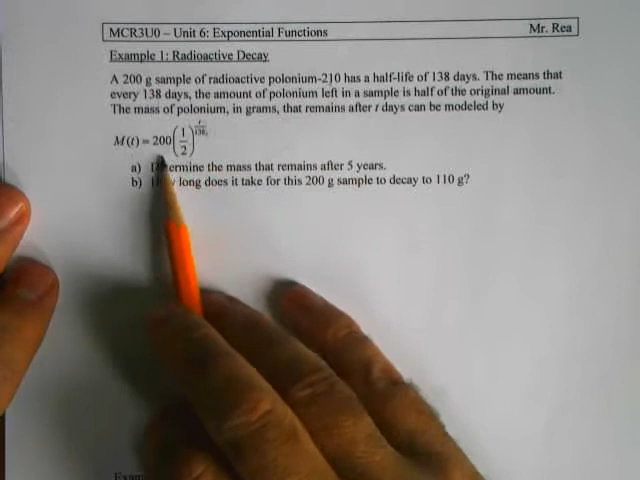 MCR3U0 – Unit 6: Exponential Functions Mr. Rea
Example 1: Radioactive Decay
A 200 g sample of radioactive polonium-210 has a half-life of 138 days. The means that
every 138 days, the amount of polonium left in a sample is half of the original amount.
The mass of polonium, in grams, that remains after t days can be modeled by
M(t) = 200(1/2)^(t/138)
a) ermine the mass that remains after 5 years.
b) long does it take for this 200 g sample to decay to 110 g?